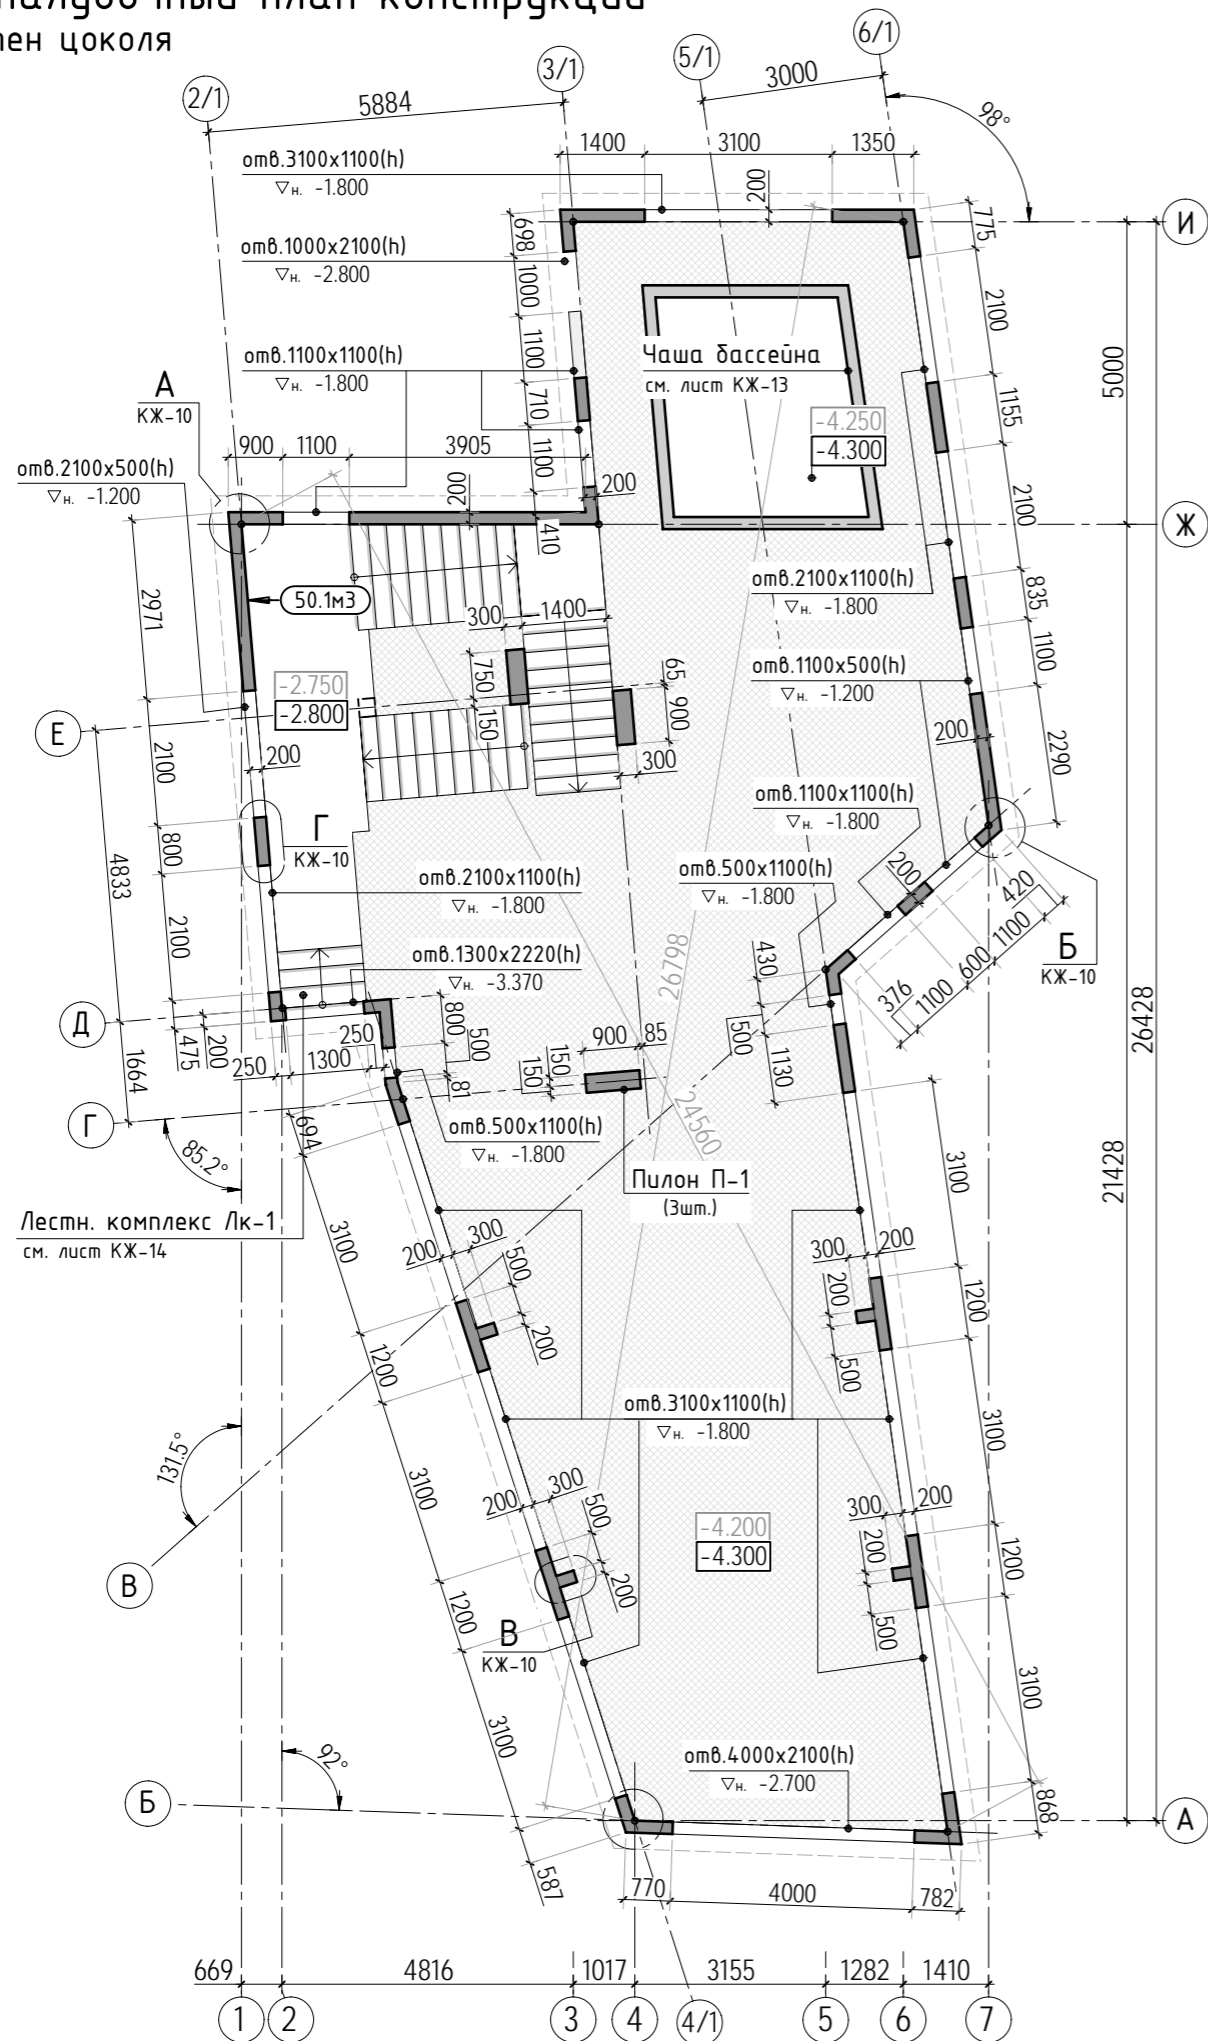 план конструкций
цоколя
6/1
5/1
3/1
2/1
3000
5884
98°
1400
3100
1350
отв.3100х1100(h)
▽н. -1.800
200
И
775
698
отв.1000х2100(h)
▽н. -2.800
1000
2100
1100
отв.1100х1100(h)
▽н. -1.800
Чаша бассейна
см. лист КЖ-13
5000
А
КЖ-10
710
1155
-4.250
-4.300
900
1100
3905
1100
отв.2100х500(h)
▽н. -1.200
200
200
2100
Ж
410
отв.2100х1100(h)
▽н. -1.800
2971
50.1м3
835
300
1400
1100
750
65
отв.1100х500(h)
▽н. -1.200
-2.750
-2.800
900
150
Е
200
2290
2100
200
300
отв.1100х1100(h)
▽н. -1.800
Г
КЖ-10
800
4833
отв.2100х1100(h)
▽н. -1.800
отв.500х1100(h)
▽н. -1.800
200
420
1100
2100
Б
КЖ-10
600
отв.1300х2220(h)
▽н. -3.370
430
26798
376
1100
26428
Д
475
200
250
800
500
900
85
500
1130
250
1300
1664
150
150
81
Г
694
отв.500х1100(h)
▽н. -1.800
24560
85.2°
3100
21428
Пилон П-1
(3шт.)
Лестн. комплекс Лк-1
см. лист КЖ-14
3100
200
300
500
300
200
200
1200
200
1200
500
отв.3100х1100(h)
▽н. -1.800
131.5°
3100
3100
200
300
500
300
200
-4.200
-4.300
200
1200
В
200
1200
500
В
КЖ-10
3100
3100
92°
отв.4000х2100(h)
▽н. -2.700
Б
868
А
587
770
4000
782
669
4816
1017
3155
1282
1410
1
2
3
4
4/1
5
6
7